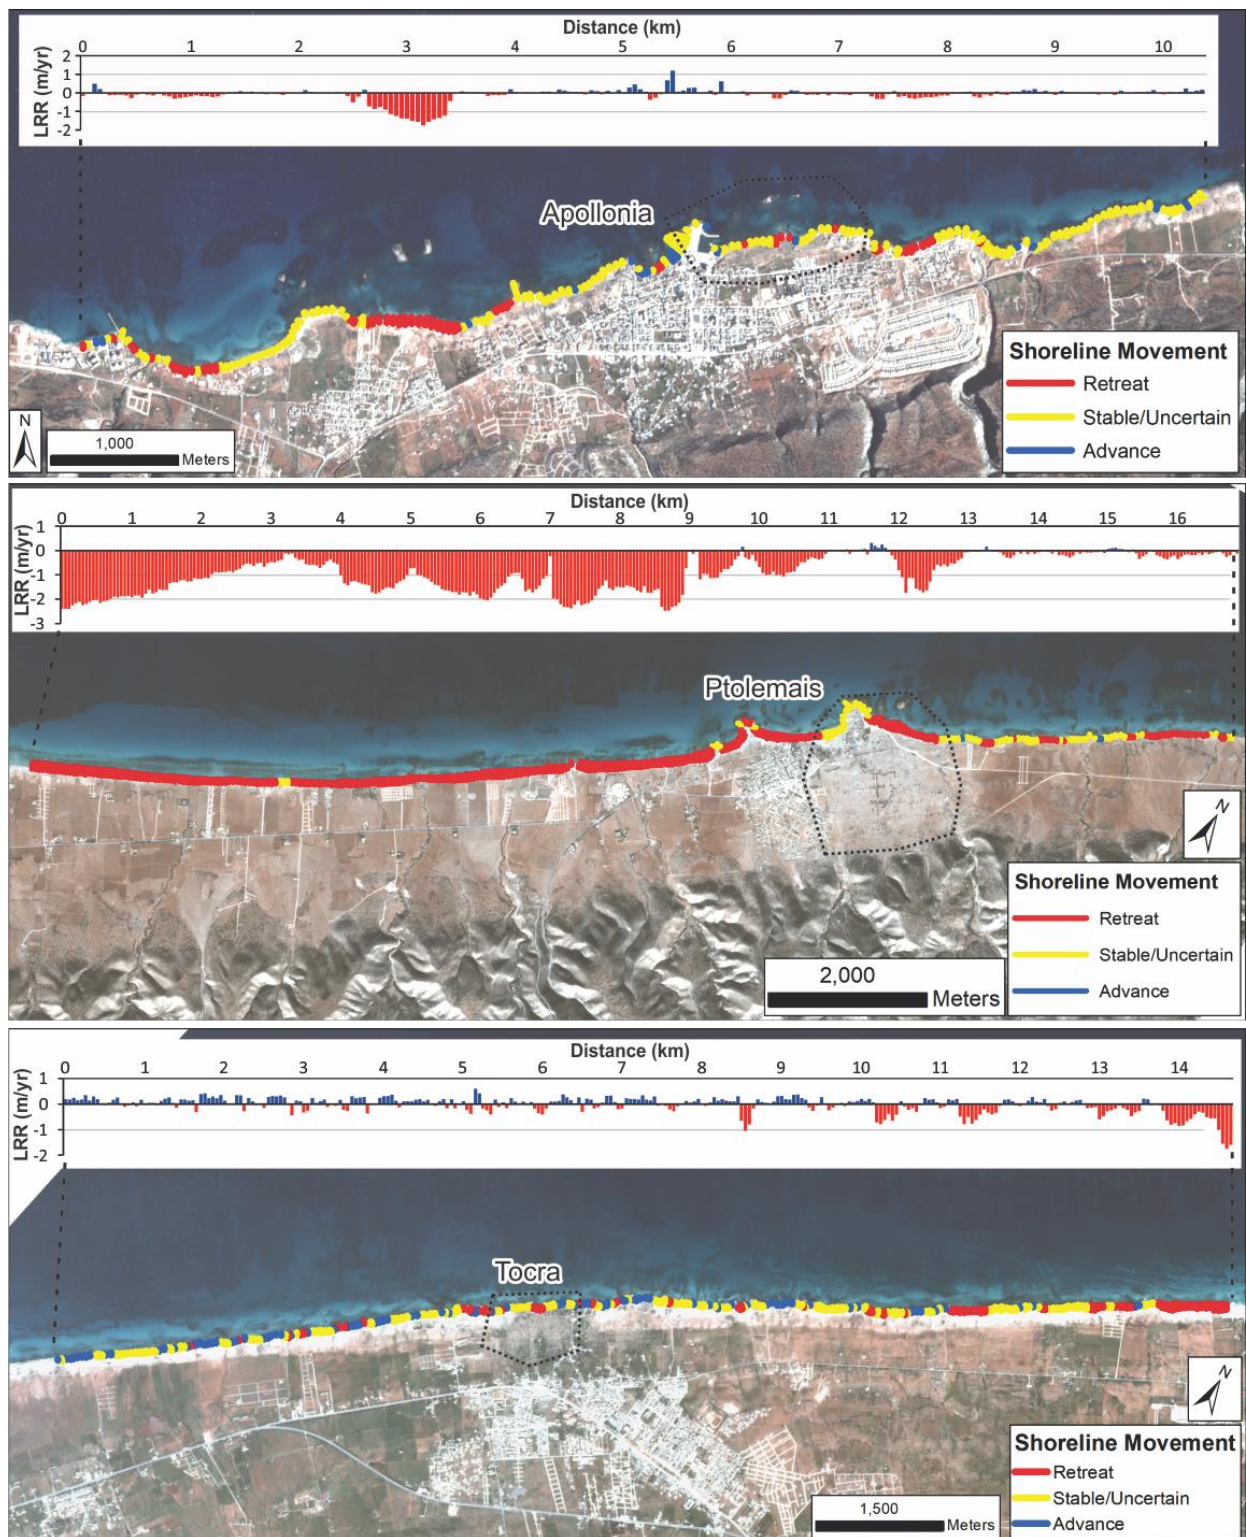 Distance (km)
0 1 2 3 4 5 6 7 8 9 10
LRR (m/yr)
2
1
0
-1
-2
Apollonia
N
1,000
Meters
Shoreline Movement
Retreat
Stable/Uncertain
Advance
Distance (km)
0 1 2 3 4 5 6 7 8 9 10 11 12 13 14 15 16
LRR (m/yr)
1
0
-1
-2
-3
Ptolemais
N
2,000
Meters
Shoreline Movement
Retreat
Stable/Uncertain
Advance
Distance (km)
0 1 2 3 4 5 6 7 8 9 10 11 12 13 14
LRR (m/yr)
1
0
-1
-2
Tocra
N
1,500
Meters
Shoreline Movement
Retreat
Stable/Uncertain
Advance